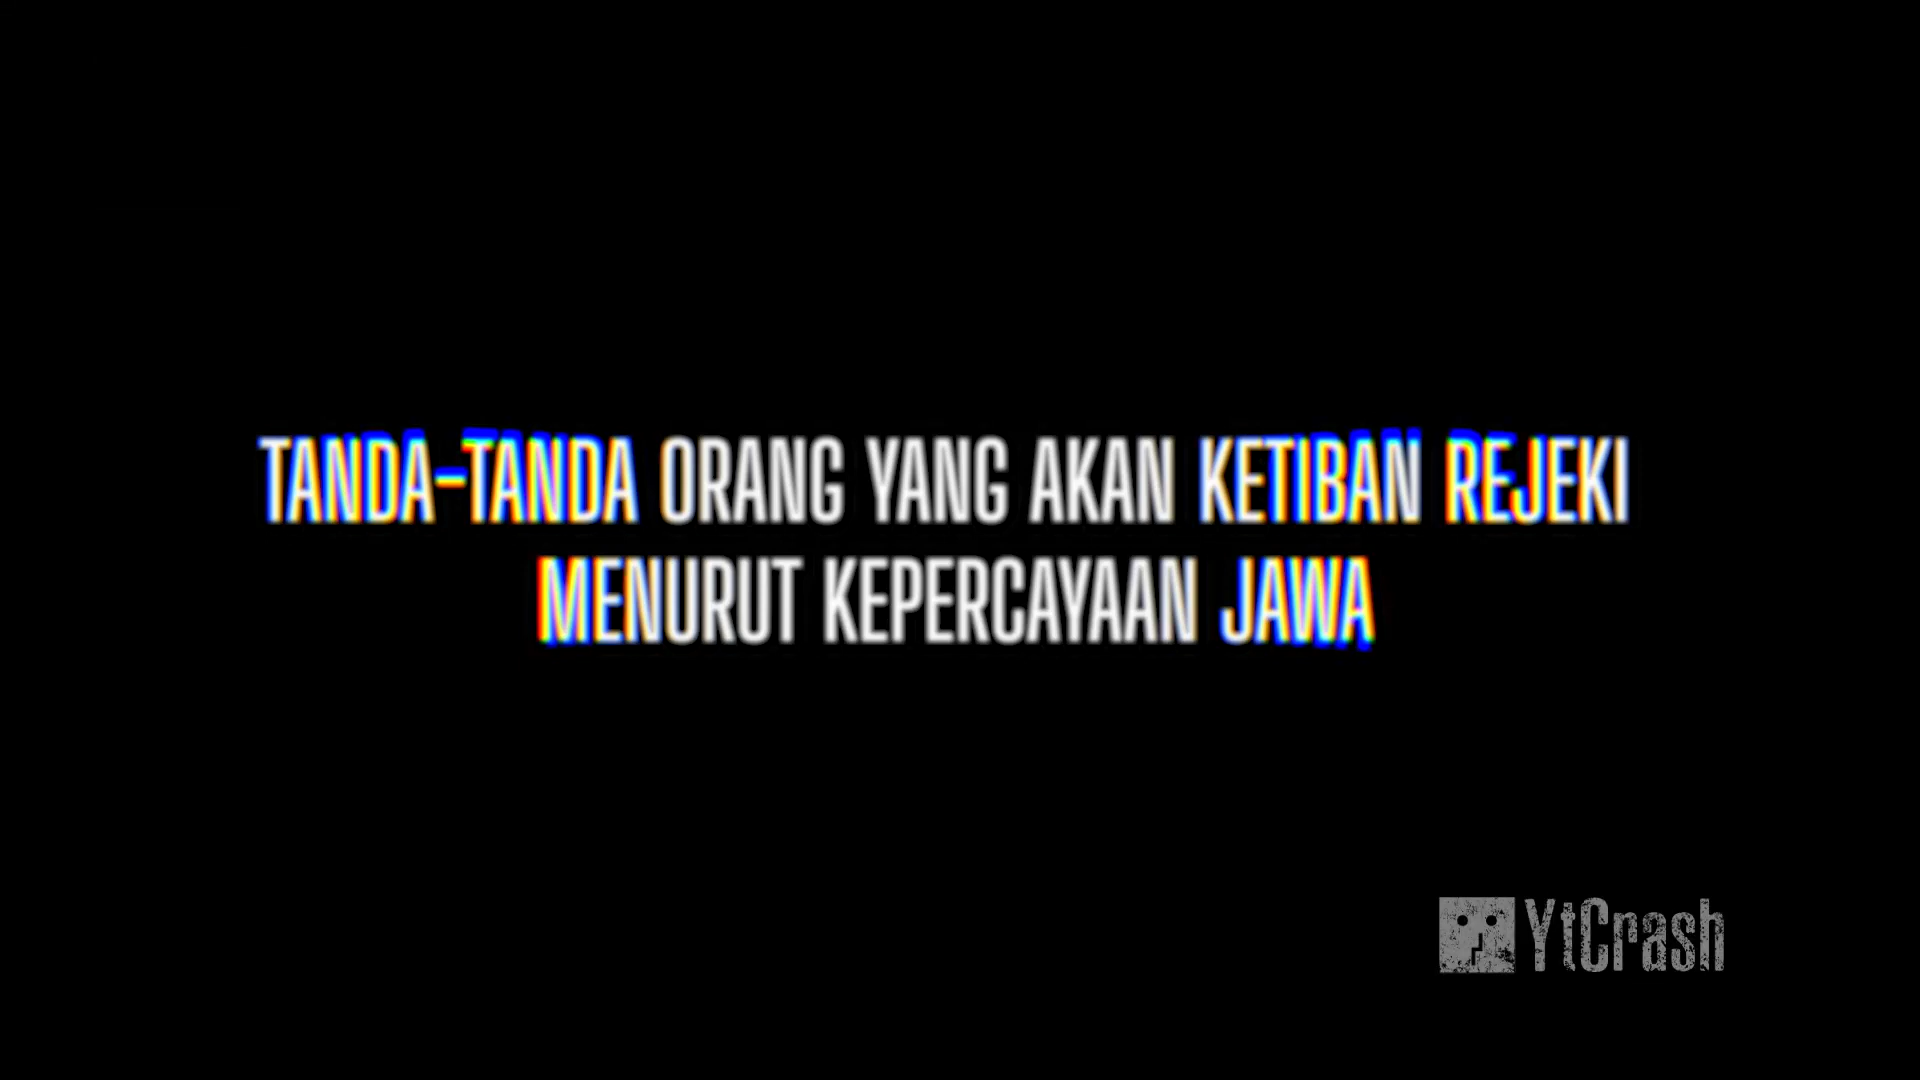 TANDA-TANDA ORANG YANG AKAN KETIBAN REJEKI
MENURUT KEPERCAYAAN JAWA
YtCrash